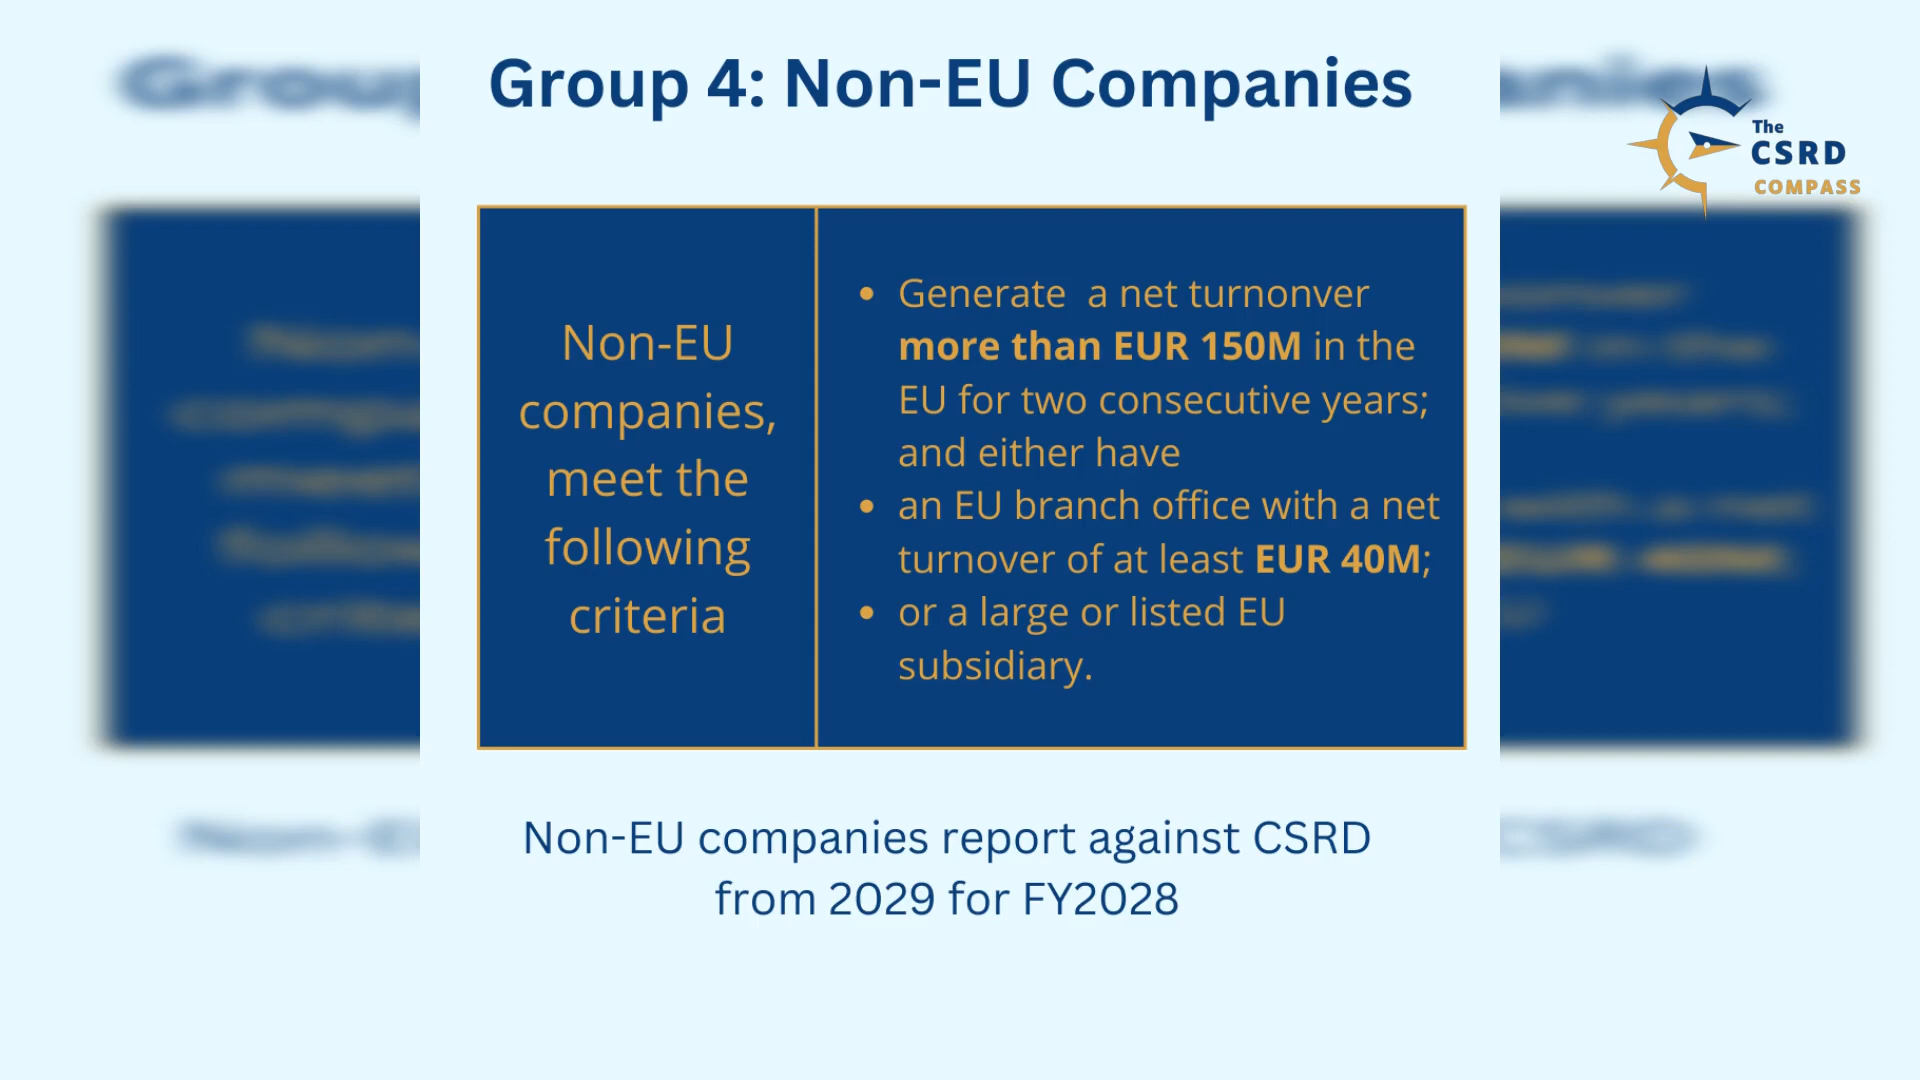 Group 4: Non-EU Companies
The
CSRD
COMPASS
Non-EU
companies,
meet the
following
criteria
• Generate  a net turnonver
more than EUR 150M in the
EU for two consecutive years;
and either have
• an EU branch office with a net
turnover of at least EUR 40M;
• or a large or listed EU
subsidiary.
Non-EU companies report against CSRD
from 2029 for FY2028